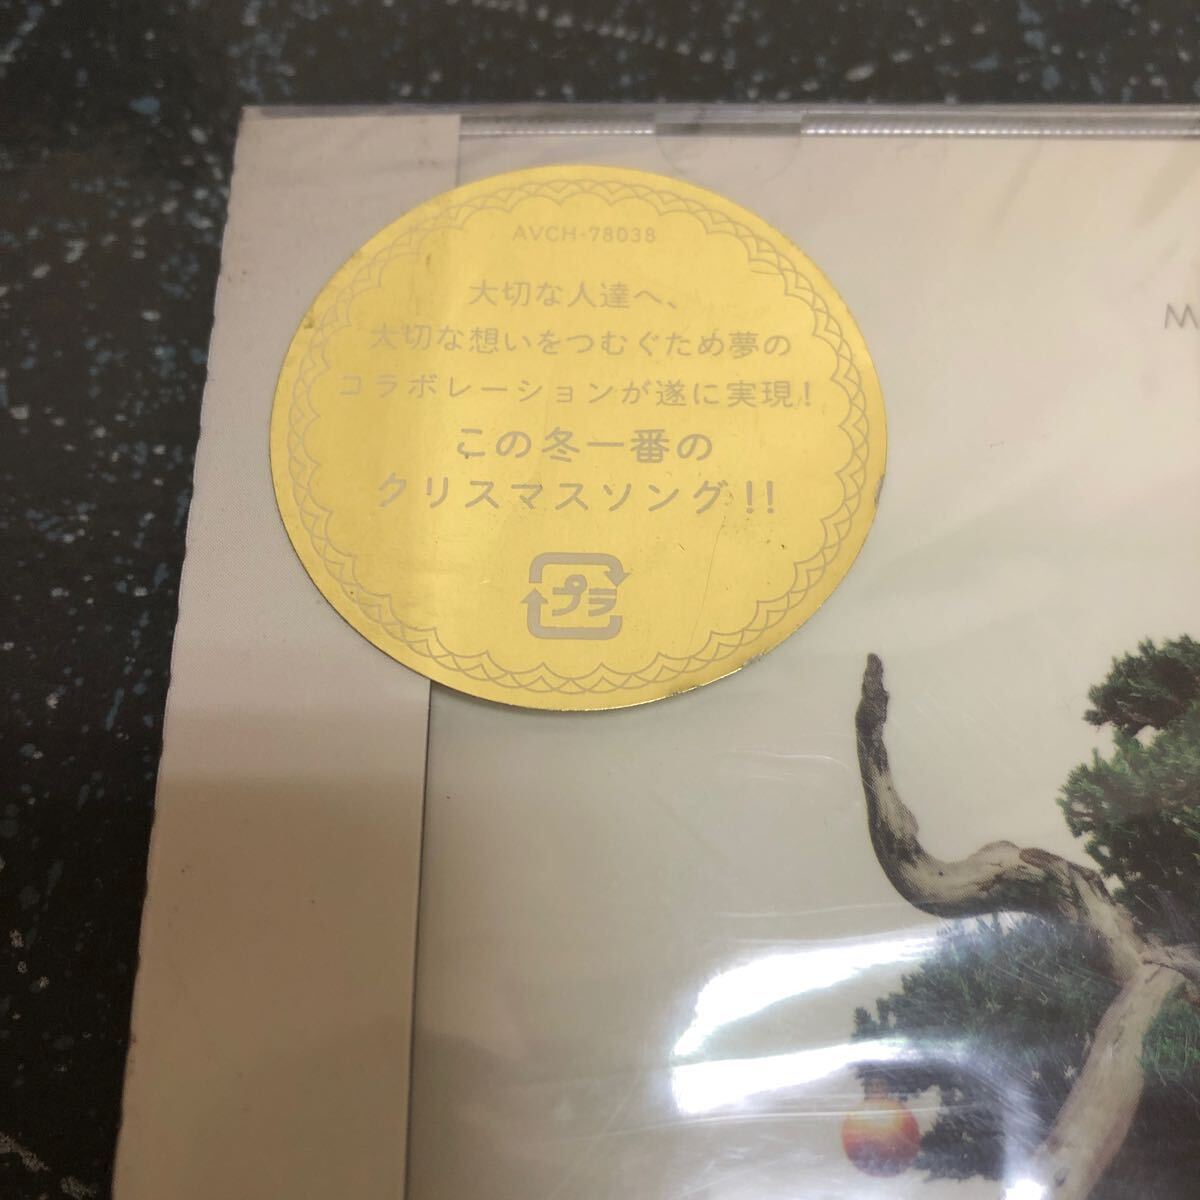 AVCH-78038
大切な人達へ、
大切な想いをつむぐため夢の
コラボレーションが遂に実現!
この冬一番の
クリスマスソング!!
プラ
M